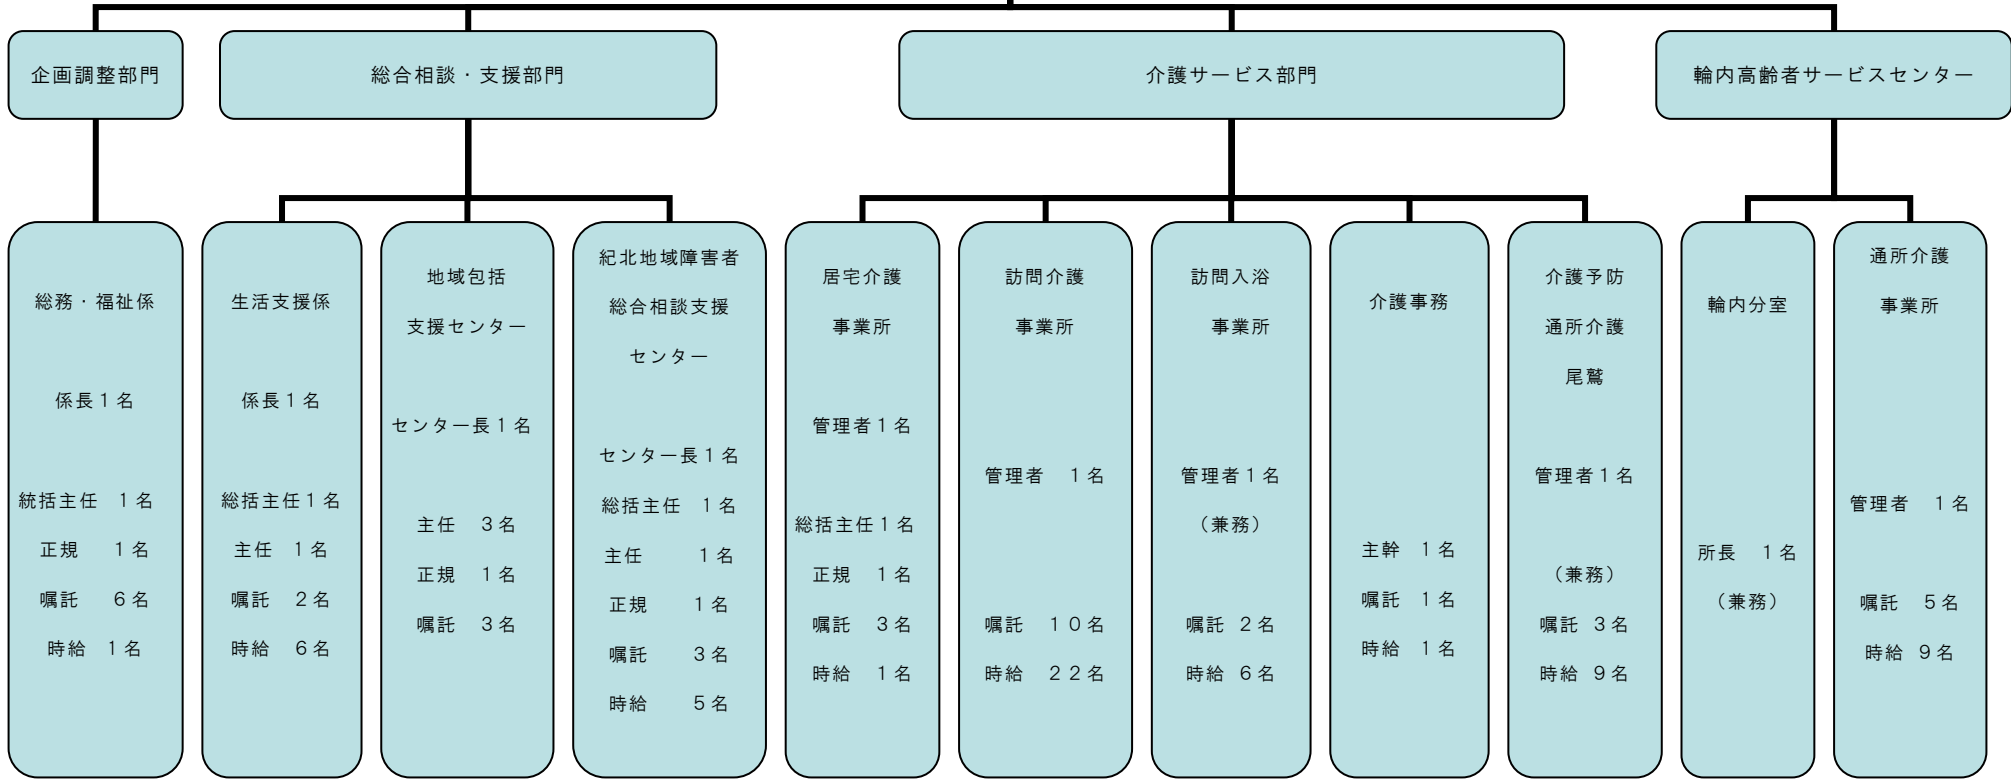 企画調整部門
総合相談・支援部門
介護サービス部門
輪内高齢者サービスセンター
総務・福祉係
係長１名
統括主任　１名
正規　　１名
嘱託　　６名
時給　１名
生活支援係
係長１名
総括主任１名
主任　１名
嘱託　２名
時給　６名
地域包括
支援センター
センター長１名
主任　３名
正規　１名
嘱託　３名
紀北地域障害者
総合相談支援
センター
センター長１名
総括主任　１名
主任　　　１名
正規　　　１名
嘱託　　　３名
時給　　　５名
居宅介護
事業所
管理者１名
総括主任１名
正規　１名
嘱託　３名
時給　１名
訪問介護
事業所
管理者　１名
嘱託　１０名
時給　２２名
訪問入浴
事業所
管理者１名
（兼務）
嘱託 ２名
時給 ６名
介護事務
主幹　１名
嘱託　１名
時給　１名
介護予防
通所介護
尾鷲
管理者１名
（兼務）
嘱託 ３名
時給 ９名
輪内分室
所長　１名
（兼務）
通所介護
事業所
管理者　１名
嘱託　５名
時給 ９名